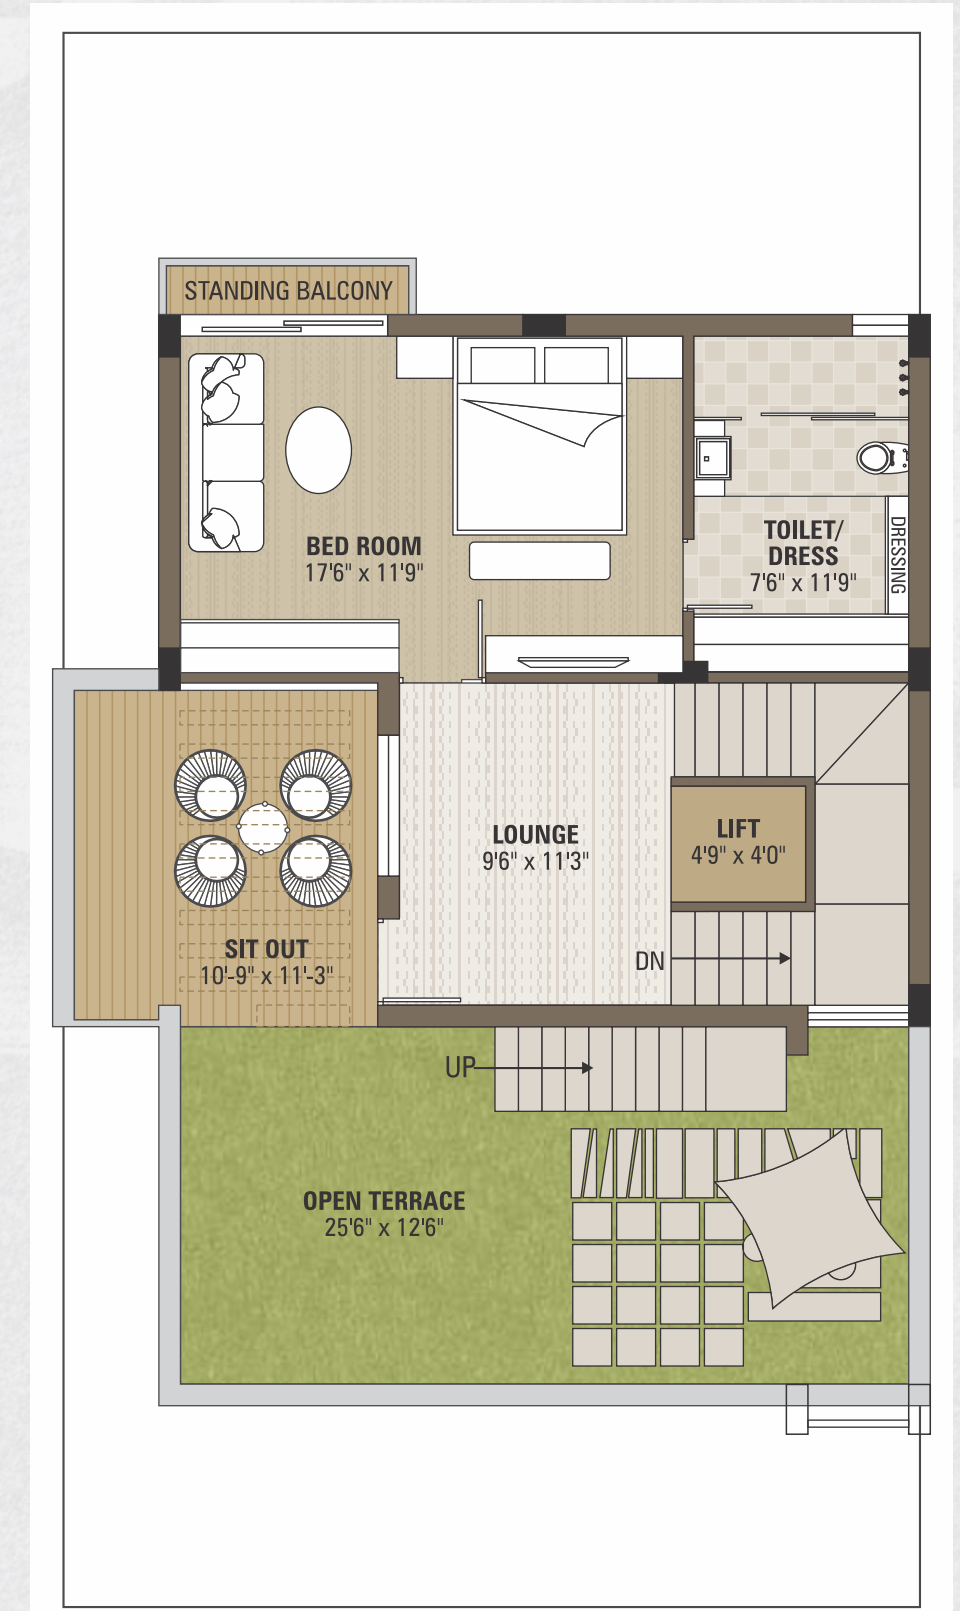 STANDING BALCONY
BED ROOM
17'6" x 11'9"
TOILET/
DRESS
7'6" x 11'9"
DRESSING
LOUNGE
9'6" x 11'3"
LIFT
4'9" x 4'0"
SIT OUT
10'-9" x 11'-3"
DN
UP
OPEN TERRACE
25'6" x 12'6"